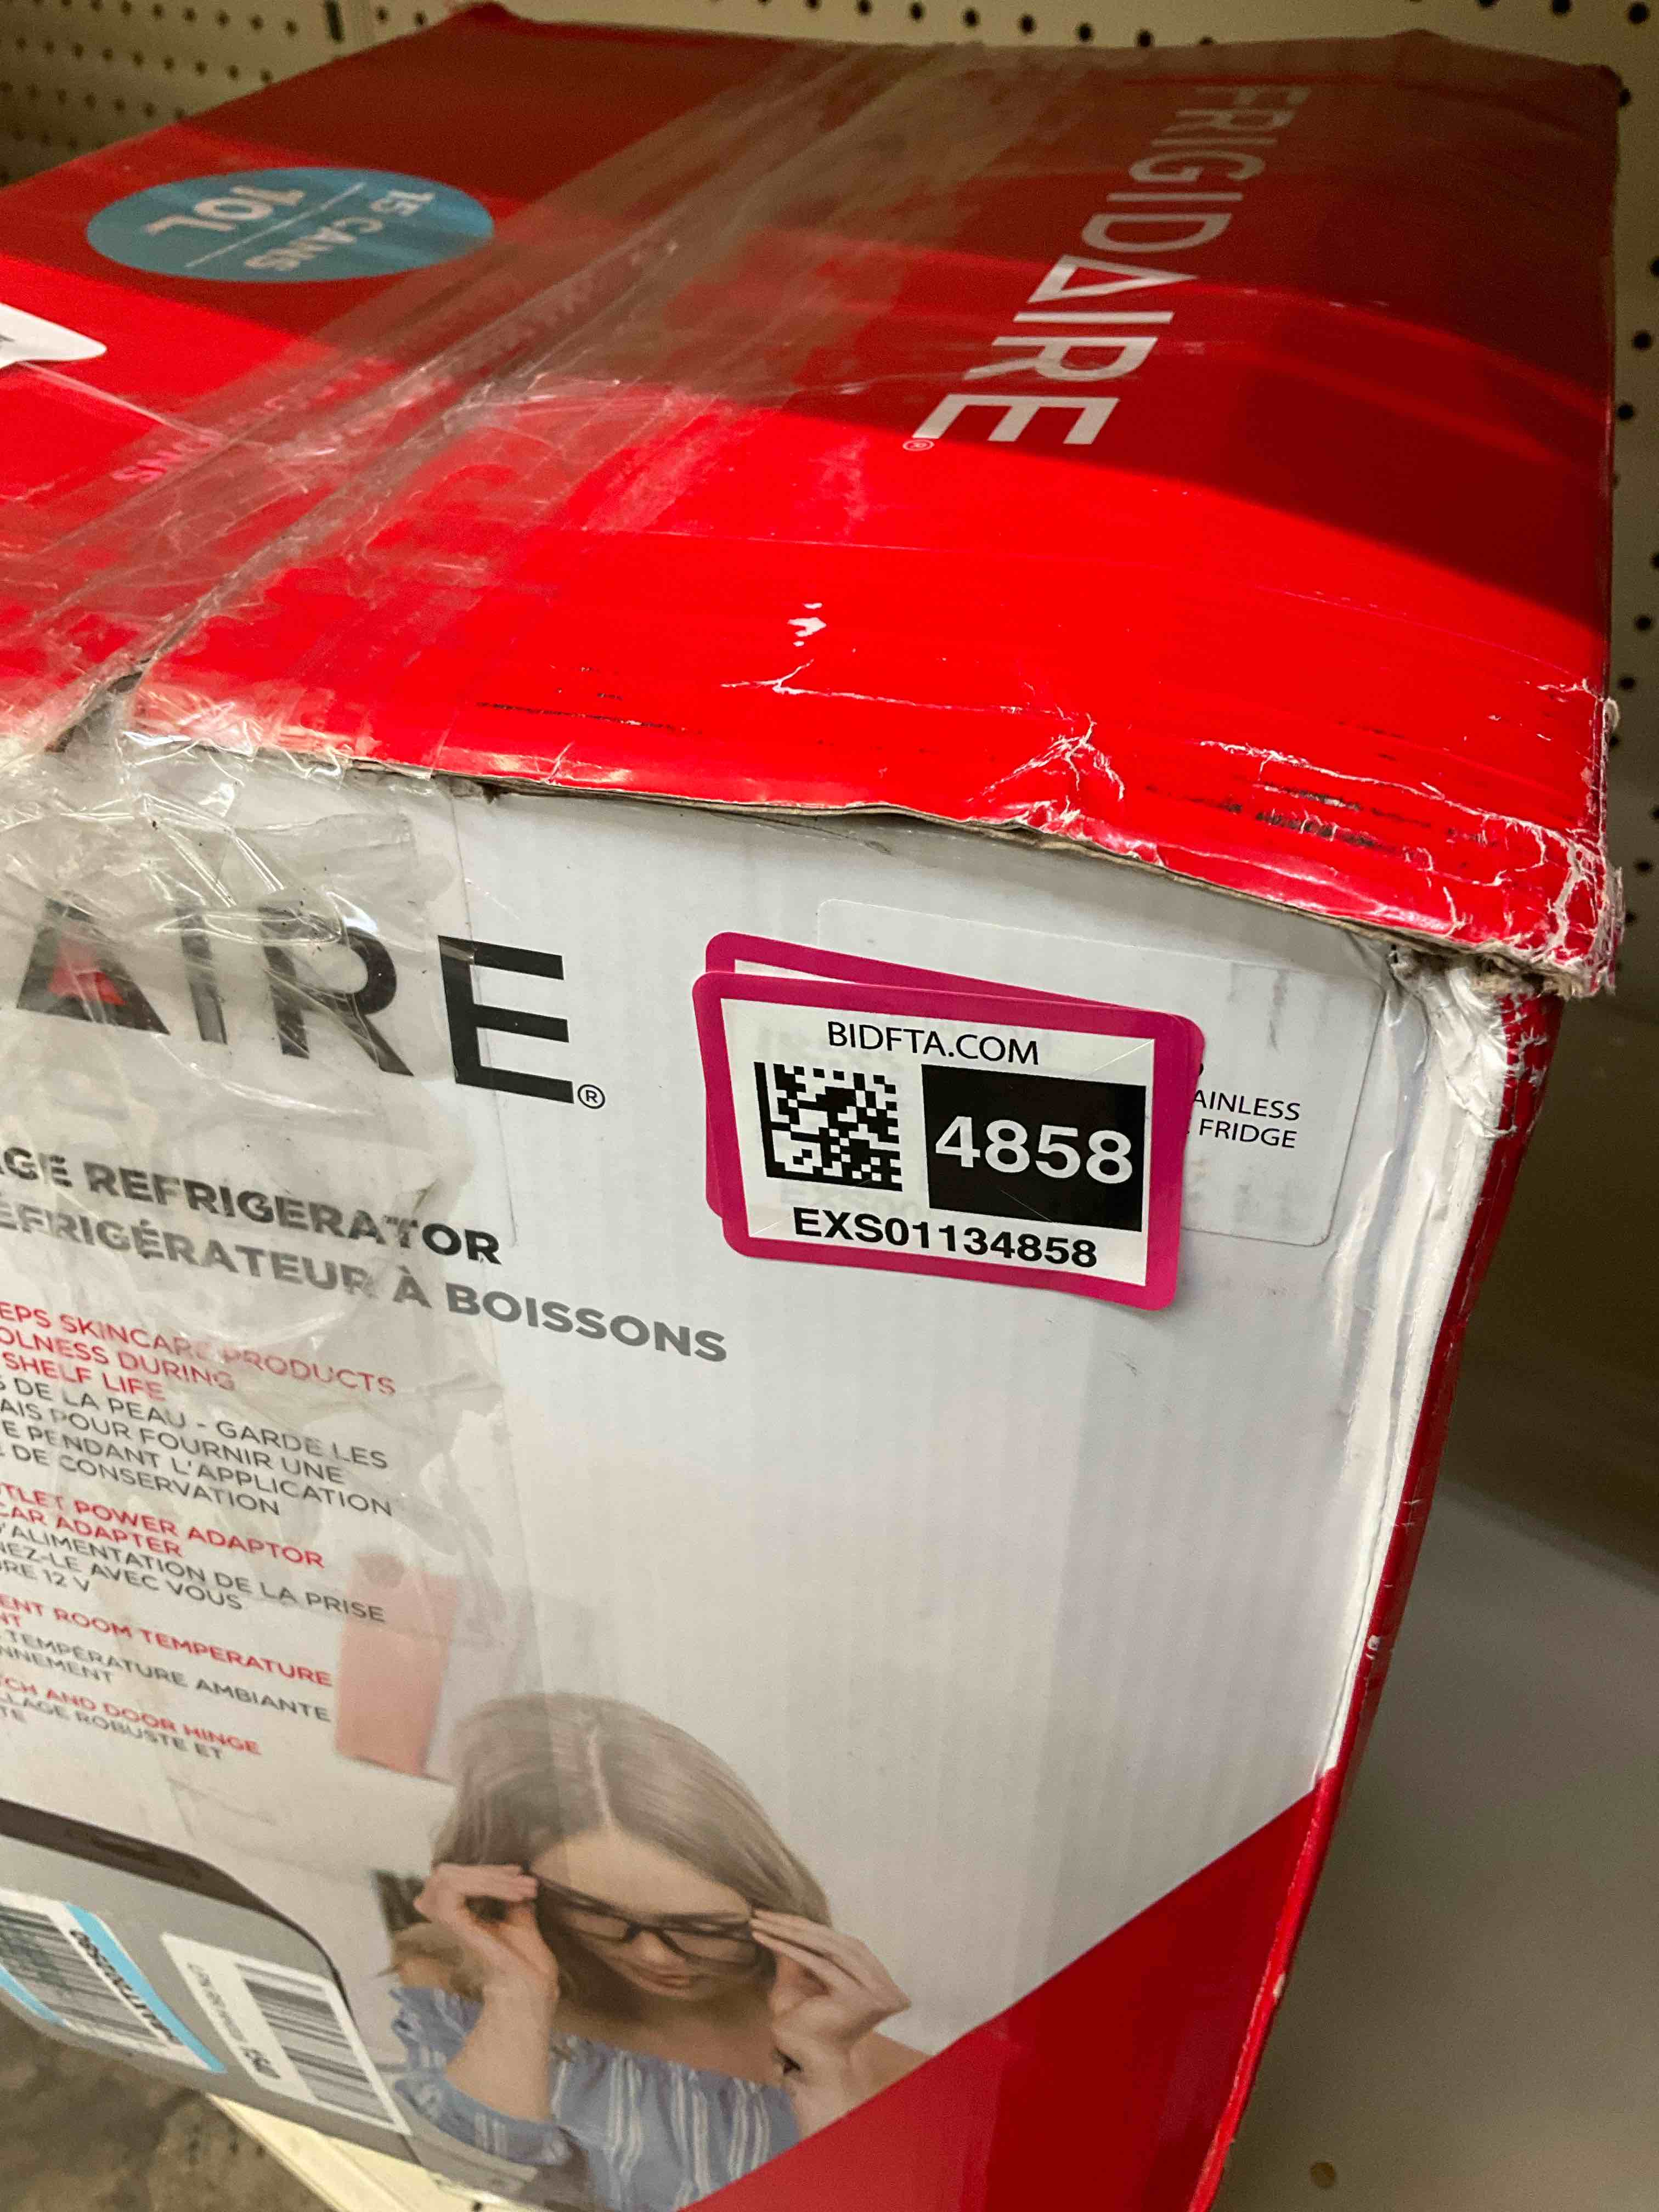 FRIGIDAIRE®
15 CANS
10L
AIRE®
GE REFRIGERATOR
ÉFRIGÉRATEUR À BOISSONS
EPS SKINCARE PRODUCTS
OLNESS DURING
SHELF LIFE
S DE LA PEAU - GARDE LES
AIS POUR FOURNIR UNE
E PENDANT L'APPLICATION
DE CONSERVATION
TLET POWER ADAPTOR
CAR ADAPTER
'ALIMENTATION DE LA PRISE
NEZ-LE AVEC VOUS
RE 12 V
ENT ROOM TEMPERATURE
NT
TEMPÉRATURE AMBIANTE
NNEMENT
CH AND DOOR HINGE
LLAGE ROBUSTE ET
TE
BIDFTA.COM
4858
EXS01134858
AINLESS
FRIDGE